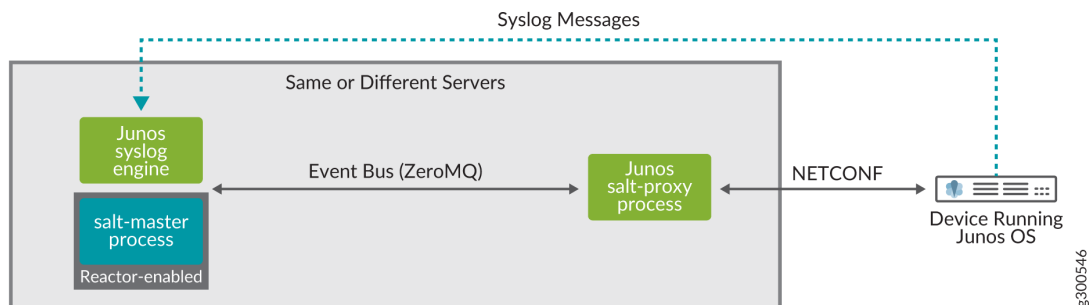 Syslog Messages
Same or Different Servers
Junos
syslog
engine
Event Bus (ZeroMQ)
Junos
salt-proxy
process
NETCONF
salt-master
process
Reactor-enabled
Device Running
Junos OS
g300546